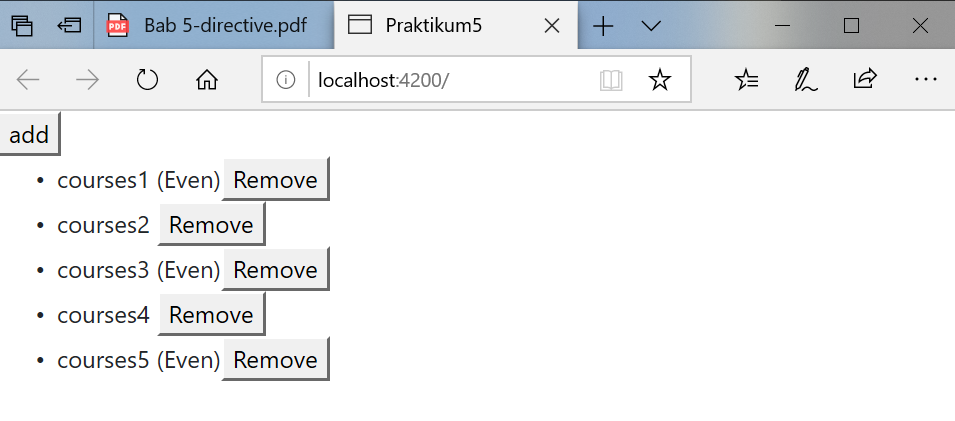 PDF Bab 5-directive.pdf Praktikum5
localhost:4200/
add
• courses1 (Even) Remove
• courses2 Remove
• courses3 (Even) Remove
• courses4 Remove
• courses5 (Even) Remove